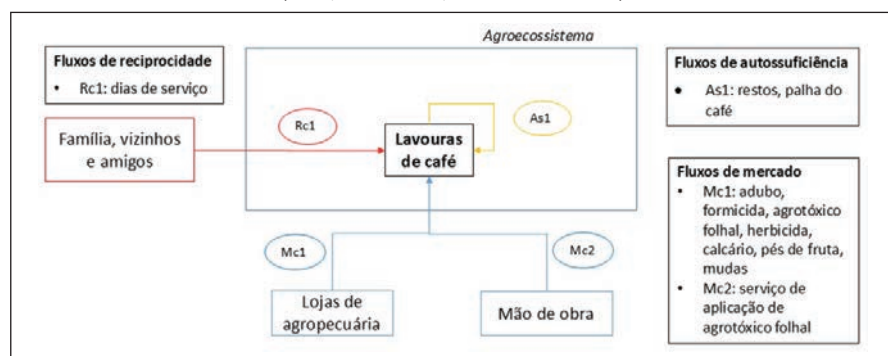 Agroecossistema
Fluxos de reciprocidade
• Rc1: dias de serviço
Família, vizinhos
e amigos
Rc1
Lavouras
de café
As1
Mc1
Mc2
Lojas de
agropecuária
Mão de obra
Fluxos de autossuficiência
• As1: restos, palha do
café
Fluxos de mercado
• Mc1: adubo,
formicida, agrotóxico
folhal, herbicida,
calcário, pés de fruta,
mudas
• Mc2: serviço de
aplicação de
agrotóxico folhal